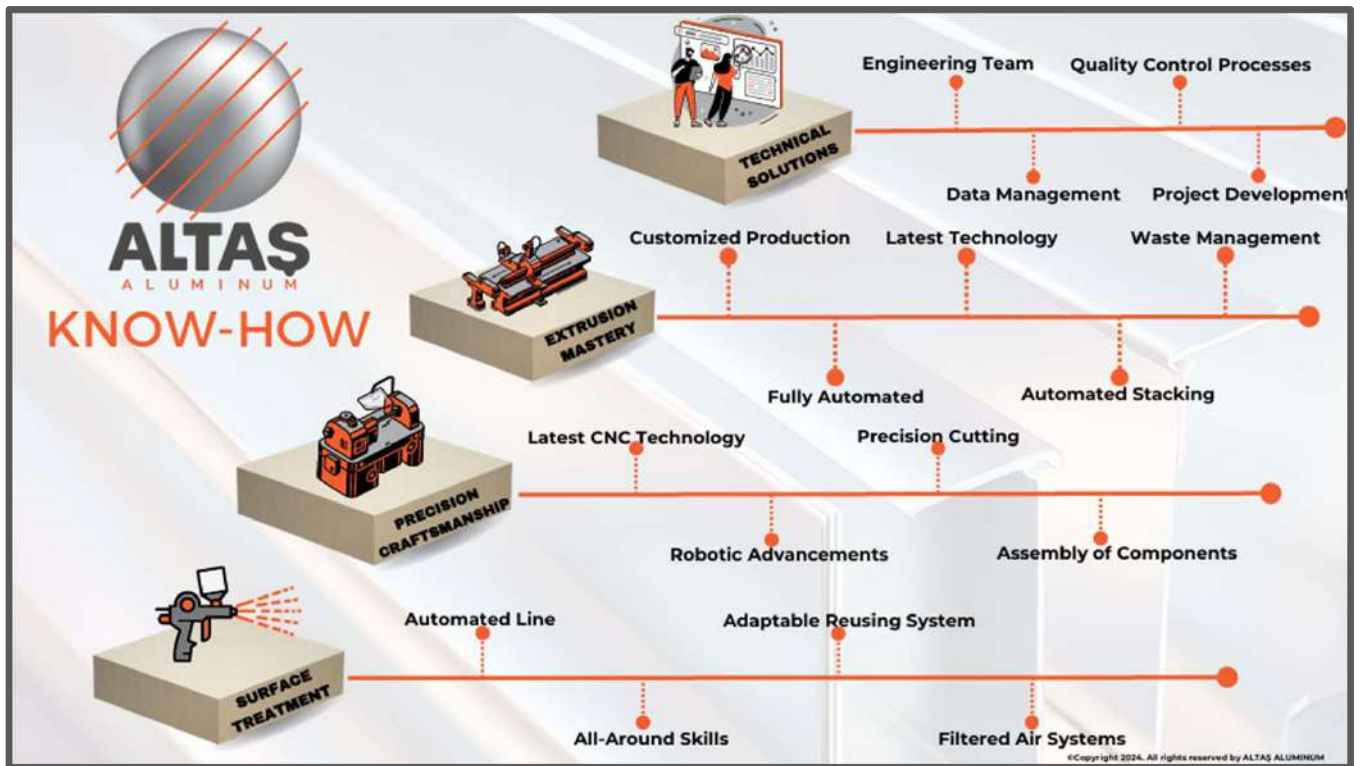 ALTAŞ
ALUMINUM
KNOW-HOW
TECHNICAL
SOLUTIONS
Engineering Team
Quality Control Processes
Data Management
Project Development
EXTRUSION
MASTERY
Customized Production
Latest Technology
Waste Management
Fully Automated
Automated Stacking
PRECISION
CRAFTSMANSHIP
Latest CNC Technology
Precision Cutting
Robotic Advancements
Assembly of Components
SURFACE
TREATMENT
Automated Line
Adaptable Reusing System
All-Around Skills
Filtered Air Systems
©Copyright 2024. All rights reserved by ALTAŞ ALUMINUM